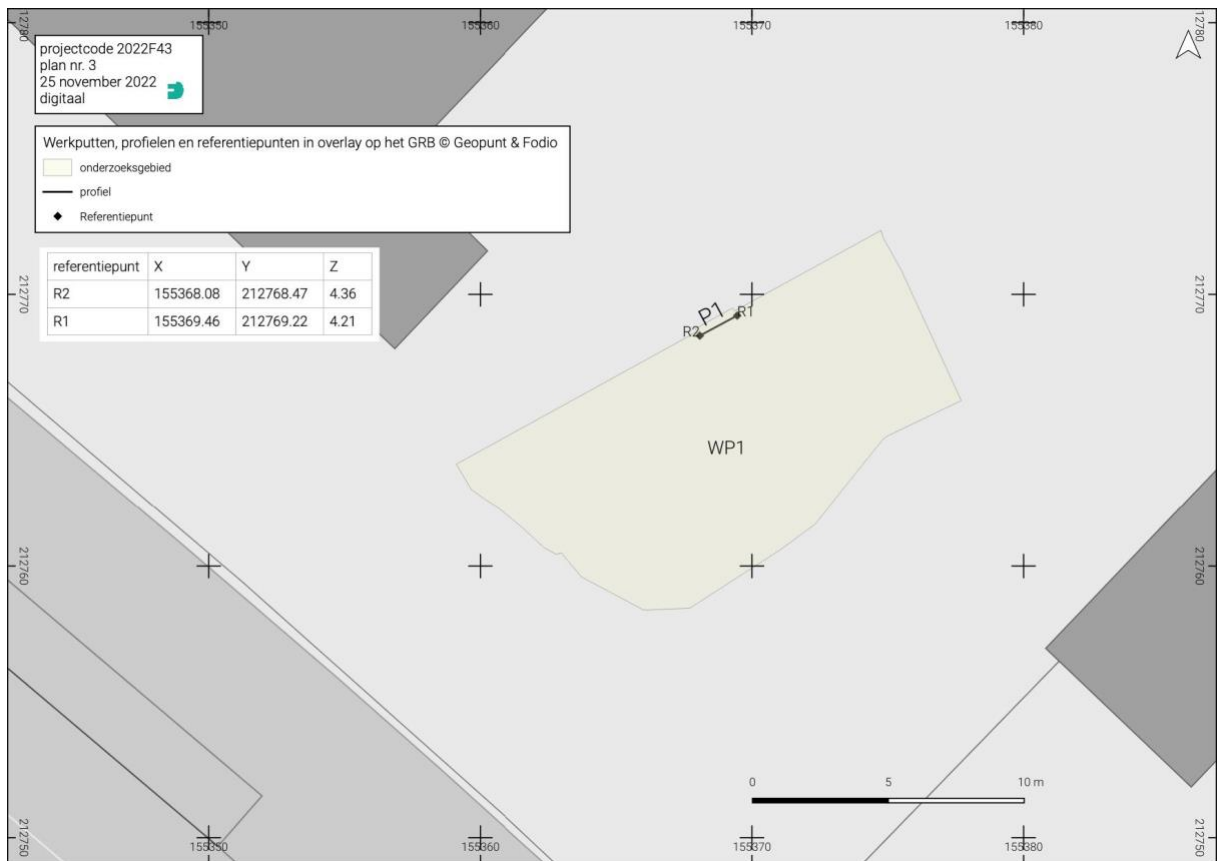 155350 155360 155370 155380
12780 12780
projectcode 2022F43
plan nr. 3
25 november 2022
digitaal
Werkputten, profielen en referentiepunten in overlay op het GRB © Geopunt & Fodio
onderzoeksgebied
profiel
Referentiepunt
referentiepunt X Y Z
R2 155368.08 212768.47 4.36
R1 155369.46 212769.22 4.21
212770 212770
P1
R1
R2
WP1
212760 212760
0 5 10 m
212750 212750
155350 155360 155370 155380